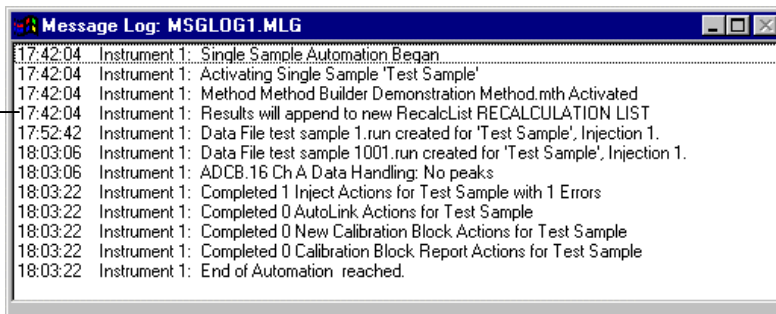 Message Log: MSGLOG1.MLG
17:42:04 Instrument 1: Single Sample Automation Began
17:42:04 Instrument 1: Activating Single Sample 'Test Sample'
17:42:04 Instrument 1: Method Method Builder Demonstration Method.mth Activated
17:42:04 Instrument 1: Results will append to new RecalcList RECALCULATION LIST
17:52:42 Instrument 1: Data File test sample 1.run created for 'Test Sample', Injection 1.
18:03:06 Instrument 1: Data File test sample 1001.run created for 'Test Sample', Injection 1.
18:03:06 Instrument 1: ADCB.16 Ch A Data Handling: No peaks
18:03:22 Instrument 1: Completed 1 Inject Actions for Test Sample with 1 Errors
18:03:22 Instrument 1: Completed 0 AutoLink Actions for Test Sample
18:03:22 Instrument 1: Completed 0 New Calibration Block Actions for Test Sample
18:03:22 Instrument 1: Completed 0 Calibration Block Report Actions for Test Sample
18:03:22 Instrument 1: End of Automation reached.